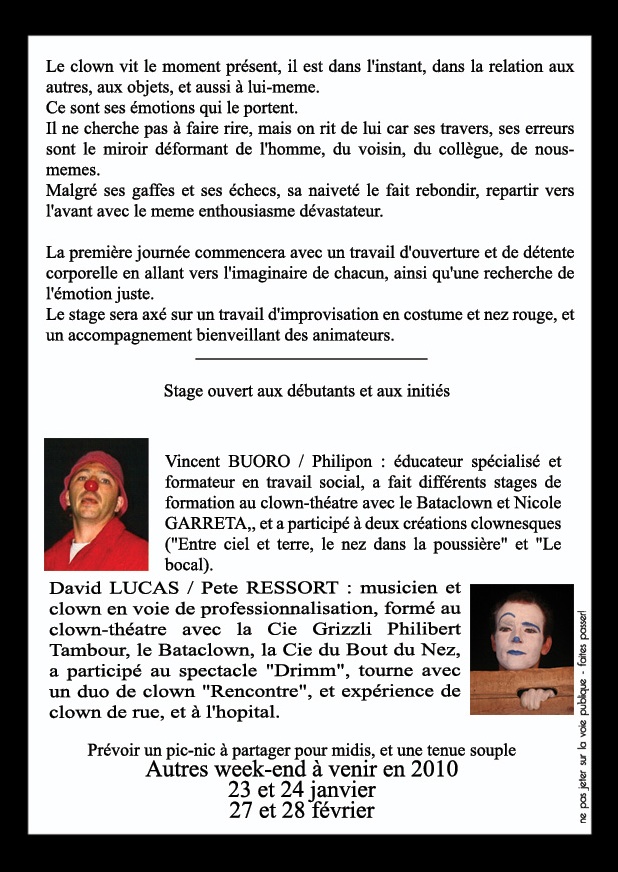 Le clown vit le moment présent, il est dans l'instant, dans la relation aux
autres, aux objets, et aussi à lui-meme.
Ce sont ses émotions qui le portent.
Il ne cherche pas à faire rire, mais on rit de lui car ses travers, ses erreurs
sont le miroir déformant de l'homme, du voisin, du collègue, de nous-
memes.
Malgré ses gaffes et ses échecs, sa naiveté le fait rebondir, repartir vers
l'avant avec le meme enthousiasme dévastateur.
La première journée commencera avec un travail d'ouverture et de détente
corporelle en allant vers l'imaginaire de chacun, ainsi qu'une recherche de
l'émotion juste.
Le stage sera axé sur un travail d'improvisation en costume et nez rouge, et
un accompagnement bienveillant des animateurs.
Stage ouvert aux débutants et aux initiés
Vincent BUORO / Philipon : éducateur spécialisé et
formateur en travail social, a fait différents stages de
formation au clown-théatre avec le Bataclown et Nicole
GARRETA,, et a participé à deux créations clownesques
("Entre ciel et terre, le nez dans la poussière" et "Le
bocal).
David LUCAS / Pete RESSORT : musicien et
clown en voie de professionnalisation, formé au
clown-théatre avec la Cie Grizzli Philibert
Tambour, le Bataclown, la Cie du Bout du Nez,
a participé au spectacle "Drimm", tourne avec
un duo de clown "Rencontre", et expérience de
clown de rue, et à l'hopital.
Prévoir un pic-nic à partager pour midis, et une tenue souple
Autres week-end à venir en 2010
23 et 24 janvier
27 et 28 février
ne pas jeter sur la voie publique - faites passer!